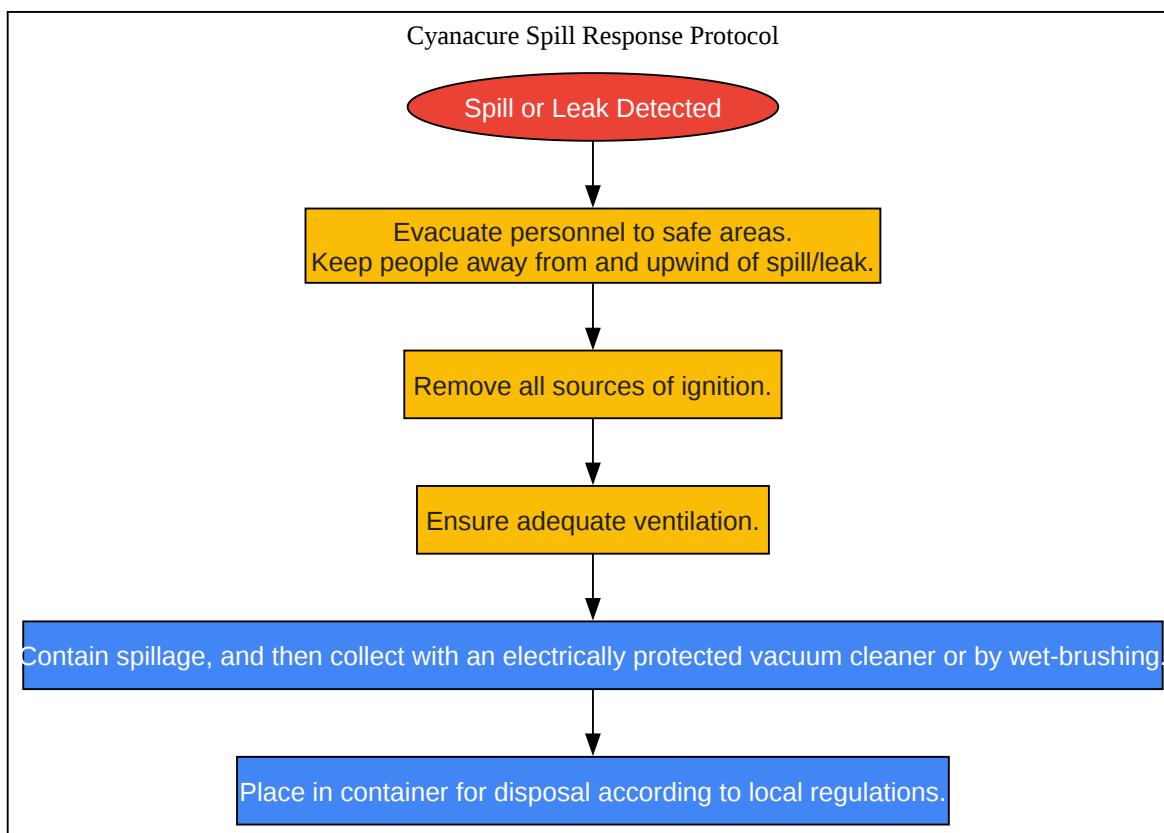 Cyanacure Spill Response Protocol
Spill or Leak Detected
Evacuate personnel to safe areas.
Keep people away from and upwind of spill/leak.
Remove all sources of ignition.
Ensure adequate ventilation.
Contain spillage, and then collect with an electrically protected vacuum cleaner or by wet-brushing.
Place in container for disposal according to local regulations.